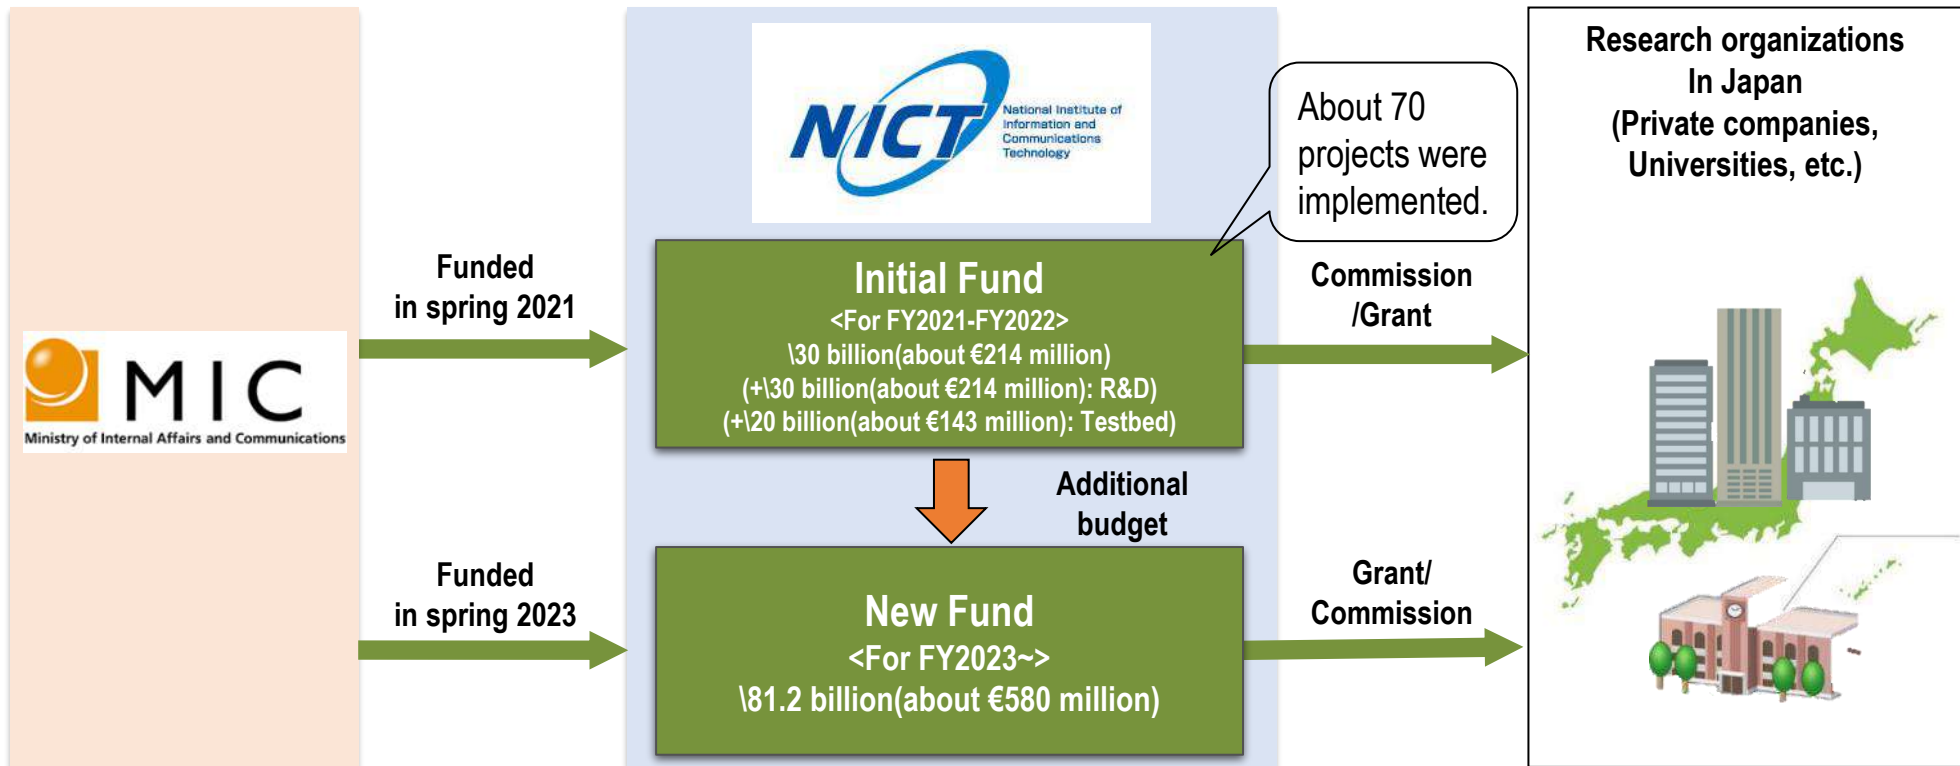 MIC
Ministry of Internal Affairs and Communications
Funded
in spring 2021
Funded
in spring 2023
NICT
National Institute of
Information and
Communications
Technology
About 70
projects were
implemented.
Initial Fund
<For FY2021-FY2022>
\30 billion(about €214 million)
(+\30 billion(about €214 million): R&D)
(+\20 billion(about €143 million): Testbed)
Additional
budget
New Fund
<For FY2023~>
\81.2 billion(about €580 million)
Commission
/Grant
Grant/
Commission
Research organizations
In Japan
(Private companies,
Universities, etc.)